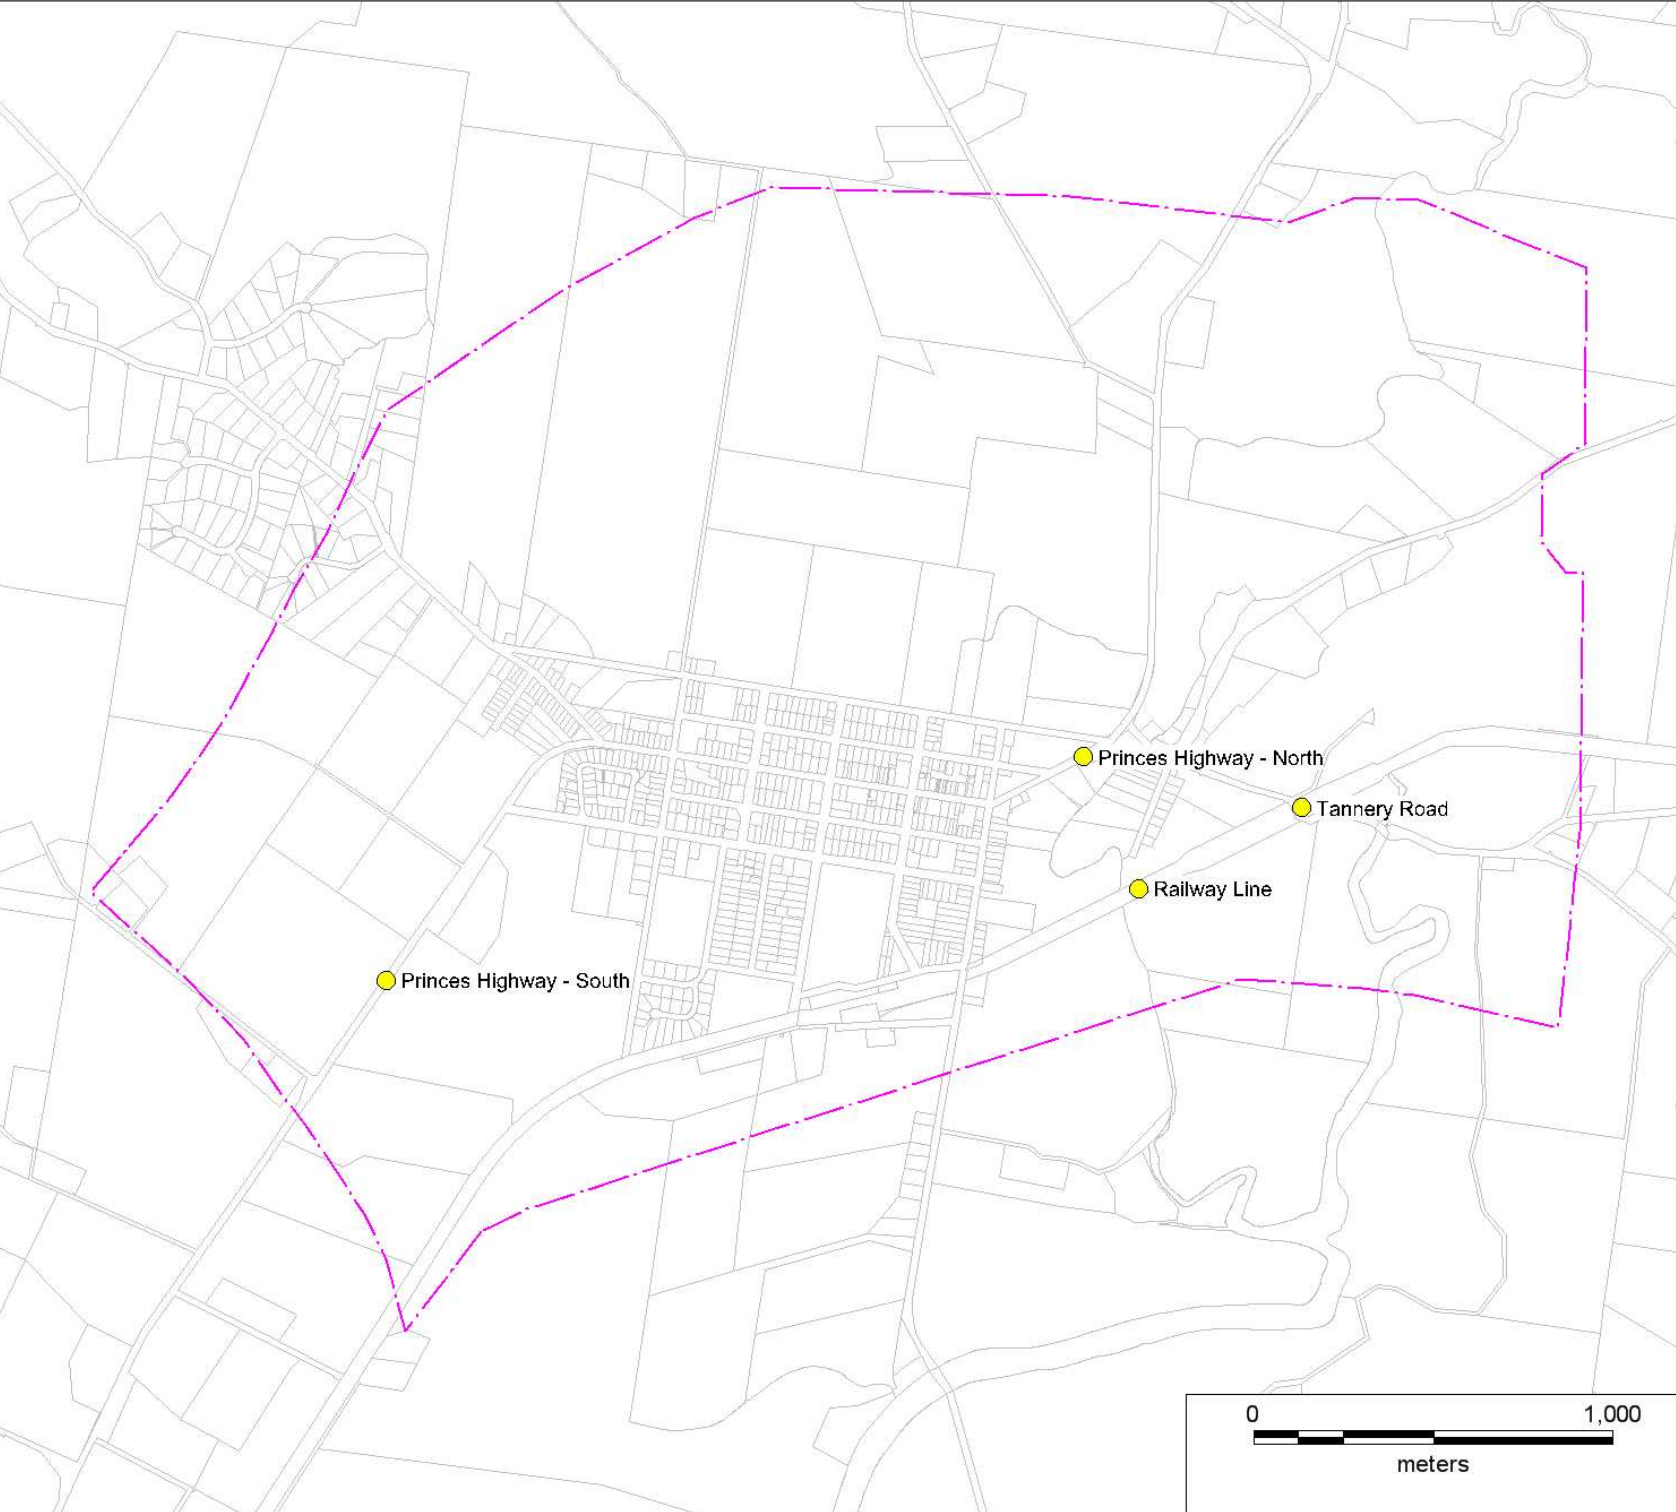 Princes Highway - North
Tannery Road
Railway Line
Princes Highway - South
0 1,000
meters